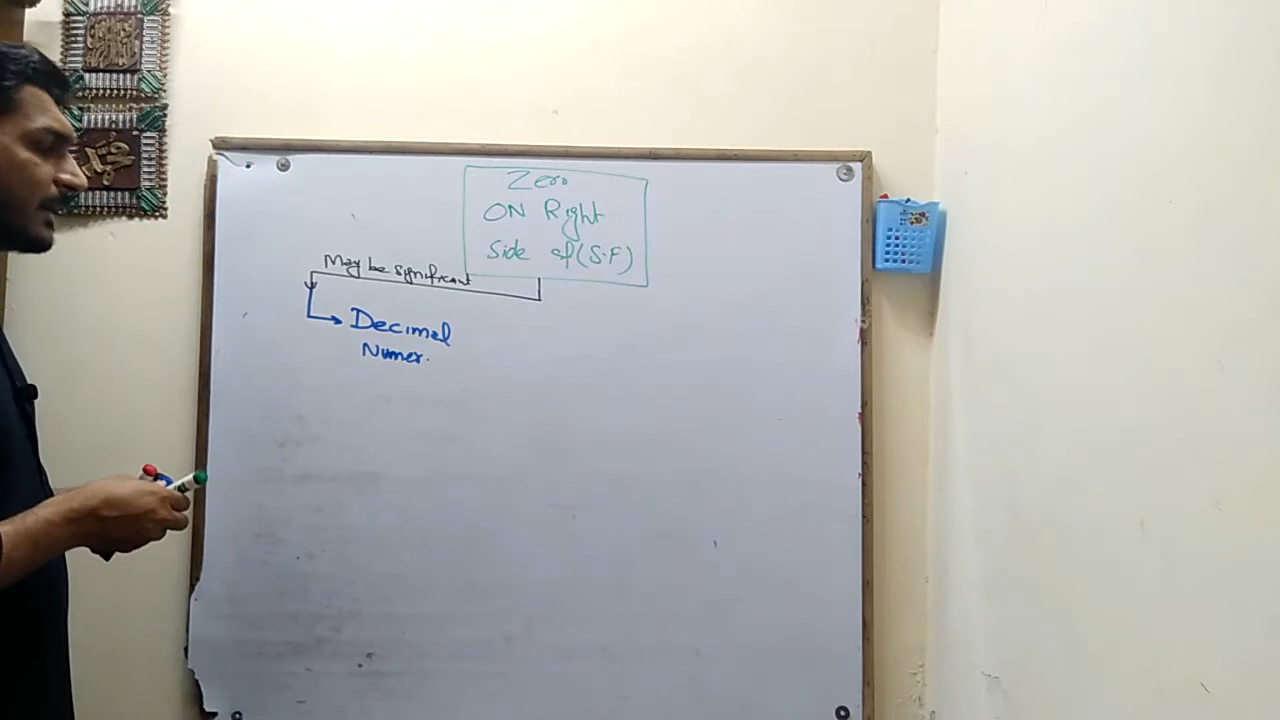 Zero
ON Right
Side of (S.F)
May be significant
Decimal
Numer.